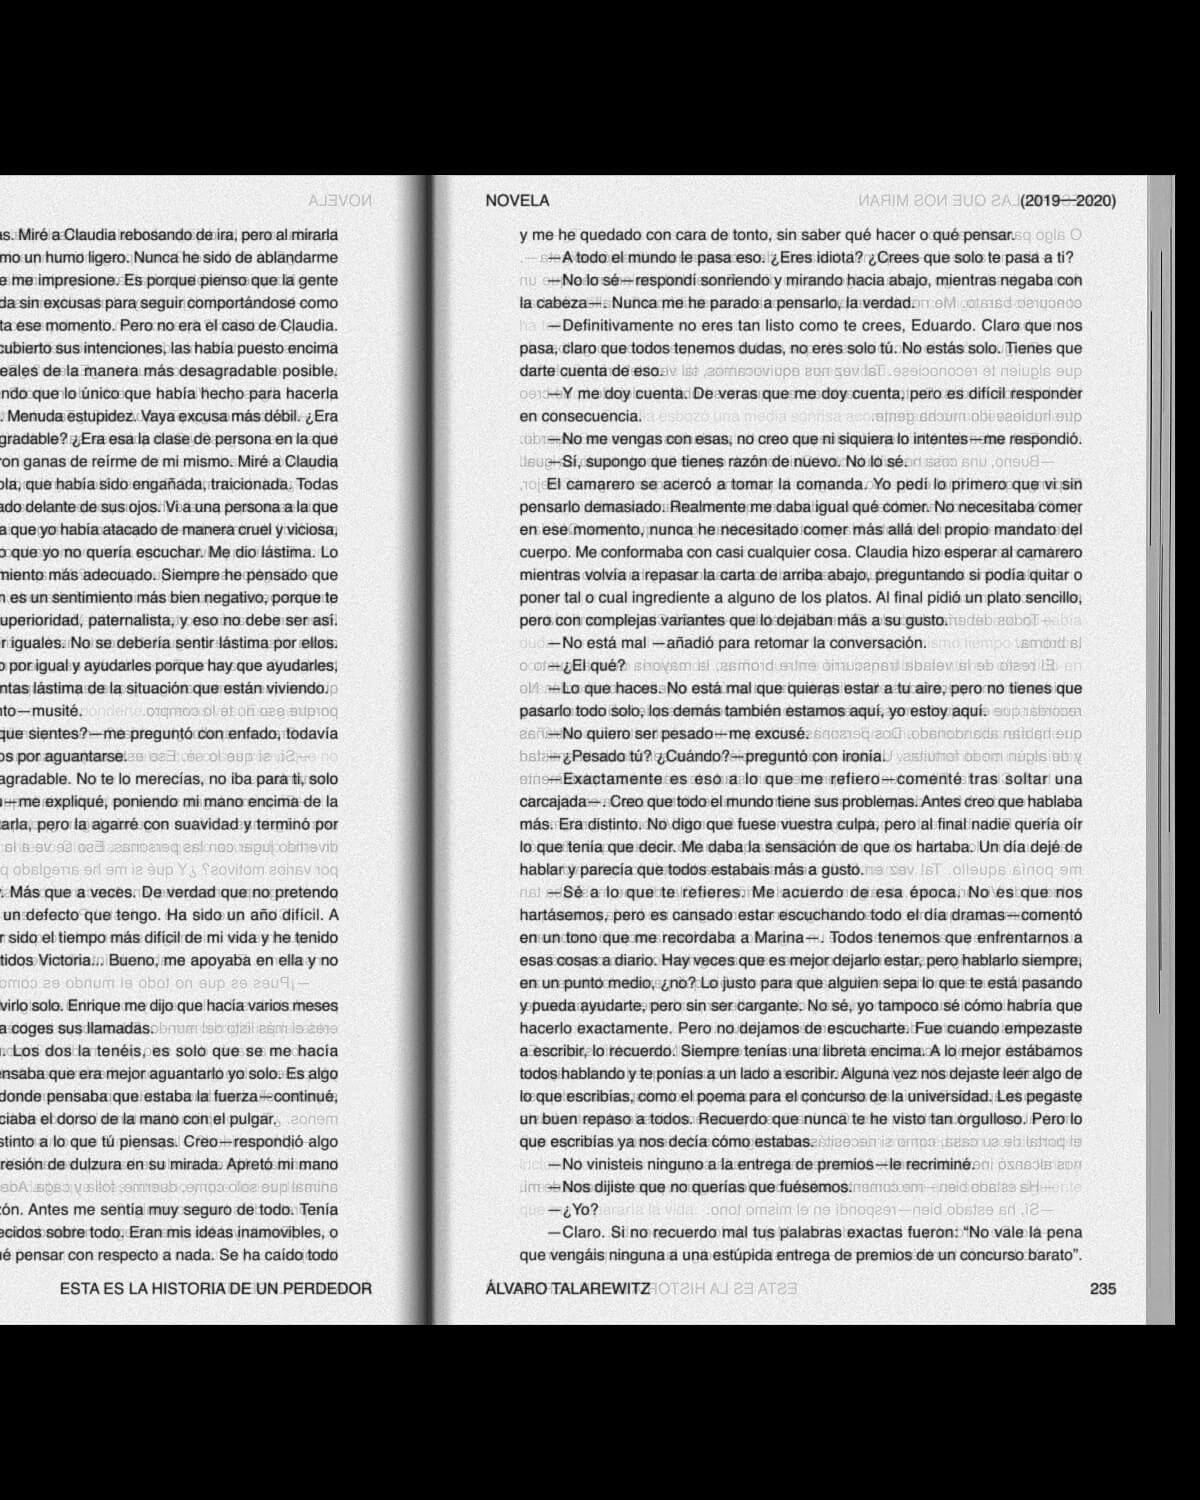 as. Miré a Claudia rebosando de ira, pero al mirarla
mo un humo ligero. Nunca he sido de ablandarme
e me impresione. Es porque pienso que la gente
da sin excusas para seguir comportándose como
ta ese momento. Pero no era el caso de Claudia.
cubierto sus intenciones, las había puesto encima
eales de la manera más desagradable posible.
ndo que lo único que había hecho para hacerla
. Menuda estupidez. Vaya excusa más débil. ¿Era
gradable? ¿Era esa la clase de persona en la que
ron ganas de reírme de mi mismo. Miré a Claudia
ola, que había sido engañada, traicionada. Todas
ado delante de sus ojos. Vi a una persona a la que
a que yo había atacado de manera cruel y viciosa,
o que yo no quería escuchar. Me dio lástima. Lo
miento más adecuado. Siempre he pensado que
n es un sentimiento más bien negativo, porque te
uperioridad, paternalista, y eso no debe ser así.
r iguales. No se debería sentir lástima por ellos.
o por igual y ayudarles porque hay que ayudarles,
ntas lástima de la situación que están viviendo.
nto—musité.
que sientes?—me preguntó con enfado, todavía
os por aguantarse.
agradable. No te lo merecías, no iba para ti, solo
u—me expliqué, poniendo mi mano encima de la
arla, pero la agarré con suavidad y terminó por
. Más que a veces. De verdad que no pretendo
un defecto que tengo. Ha sido un año difícil. A
r sido el tiempo más difícil de mi vida y he tenido
tidos Victoria... Bueno, me apoyaba en ella y no
virlo solo. Enrique me dijo que hacía varios meses
a coges sus llamadas.
. Los dos la tenéis, es solo que se me hacía
ensaba que era mejor aguantarlo yo solo. Es algo
donde pensaba que estaba la fuerza—continué,
ciaba el dorso de la mano con el pulgar.
stinto a lo que tú piensas. Creo—respondió algo
resión de dulzura en su mirada. Apretó mi mano
zón. Antes me sentía muy seguro de todo. Tenía
ecidos sobre todo. Eran mis ideas inamovibles, o
ué pensar con respecto a nada. Se ha caído todo
ESTA ES LA HISTORIA DE UN PERDEDOR
NOVELA
(2019—2020)
y me he quedado con cara de tonto, sin saber qué hacer o qué pensar.
—A todo el mundo le pasa eso. ¿Eres idiota? ¿Crees que solo te pasa a ti?
—No lo sé—respondí sonriendo y mirando hacia abajo, mientras negaba con
la cabeza—. Nunca me he parado a pensarlo, la verdad.
—Definitivamente no eres tan listo como te crees, Eduardo. Claro que nos
pasa, claro que todos tenemos dudas, no eres solo tú. No estás solo. Tienes que
darte cuenta de eso.
—Y me doy cuenta. De veras que me doy cuenta, pero es difícil responder
en consecuencia.
—No me vengas con esas, no creo que ni siquiera lo intentes—me respondió.
—Sí, supongo que tienes razón de nuevo. No lo sé.
El camarero se acercó a tomar la comanda. Yo pedí lo primero que vi sin
pensarlo demasiado. Realmente me daba igual qué comer. No necesitaba comer
en ese momento, nunca he necesitado comer más allá del propio mandato del
cuerpo. Me conformaba con casi cualquier cosa. Claudia hizo esperar al camarero
mientras volvía a repasar la carta de arriba abajo, preguntando si podía quitar o
poner tal o cual ingrediente a alguno de los platos. Al final pidió un plato sencillo,
pero con complejas variantes que lo dejaban más a su gusto.
—No está mal —añadió para retomar la conversación.
—¿El qué?
—Lo que haces. No está mal que quieras estar a tu aire, pero no tienes que
pasarlo todo solo, los demás también estamos aquí, yo estoy aquí.
—No quiero ser pesado—me excusé.
—¿Pesado tú? ¿Cuándo?—preguntó con ironía.
—Exactamente es eso a lo que me refiero—comenté tras soltar una
carcajada—. Creo que todo el mundo tiene sus problemas. Antes creo que hablaba
más. Era distinto. No digo que fuese vuestra culpa, pero al final nadie quería oír
lo que tenía que decir. Me daba la sensación de que os hartaba. Un día dejé de
hablar y parecía que todos estabais más a gusto.
—Sé a lo que te refieres. Me acuerdo de esa época. No es que nos
hartásemos, pero es cansado estar escuchando todo el día dramas—comentó
en un tono que me recordaba a Marina—. Todos tenemos que enfrentarnos a
esas cosas a diario. Hay veces que es mejor dejarlo estar, pero hablarlo siempre,
en un punto medio, ¿no? Lo justo para que alguien sepa lo que te está pasando
y pueda ayudarte, pero sin ser cargante. No sé, yo tampoco sé cómo habría que
hacerlo exactamente. Pero no dejamos de escucharte. Fue cuando empezaste
a escribir, lo recuerdo. Siempre tenías una libreta encima. A lo mejor estábamos
todos hablando y te ponías a un lado a escribir. Alguna vez nos dejaste leer algo de
lo que escribías, como el poema para el concurso de la universidad. Les pegaste
un buen repaso a todos. Recuerdo que nunca te he visto tan orgulloso. Pero lo
que escribías ya nos decía cómo estabas.
—No vinisteis ninguno a la entrega de premios—le recriminé.
—Nos dijiste que no querías que fuésemos.
—¿Yo?
—Claro. Si no recuerdo mal tus palabras exactas fueron: “No vale la pena
que vengáis ninguna a una estúpida entrega de premios de un concurso barato”.
ÁLVARO TALAREWITZ
235